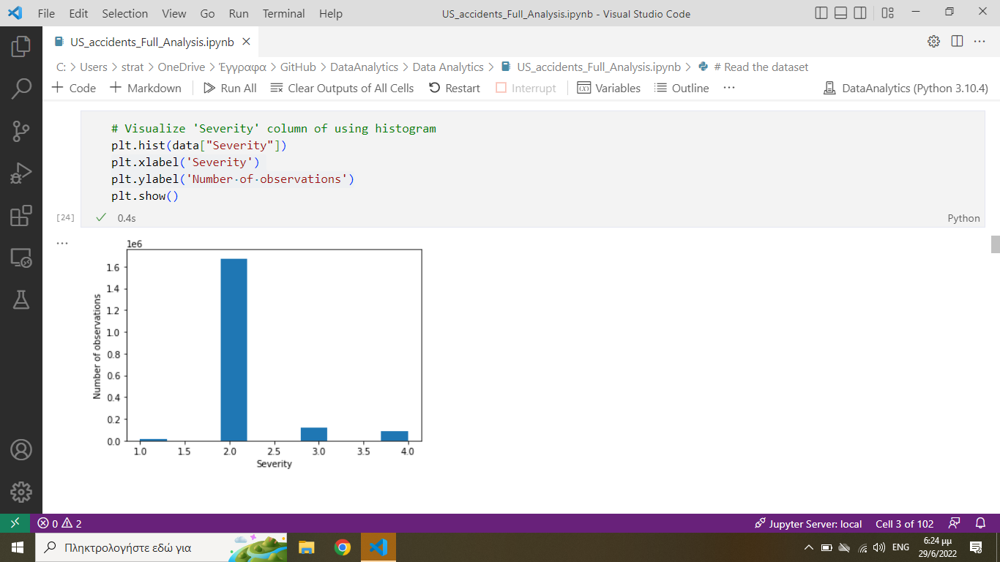 File Edit Selection View Go Run Terminal Help US_accidents_Full_Analysis.ipynb - Visual Studio Code
US_accidents_Full_Analysis.ipynb
C: > Users > strat > OneDrive > Έγγραφα > GitHub > DataAnalytics > Data Analytics > US_accidents_Full_Analysis.ipynb > # Read the dataset
+ Code + Markdown Run All Clear Outputs of All Cells Restart Interrupt Variables Outline ··· DataAnalytics (Python 3.10.4)
# Visualize 'Severity' column of using histogram
plt.hist(data["Severity"])
plt.xlabel('Severity')
plt.ylabel('Number·of·observations')
plt.show()
[24] 0.4s Python
···
1e6
1.6
1.4
1.2
1.0
0.8
0.6
0.4
0.2
0.0
Number of observations
1.0 1.5 2.0 2.5 3.0 3.5 4.0
Severity
0 2 Jupyter Server: local Cell 3 of 102
Πληκτρολογήστε εδώ για ENG 6:24 μμ
29/6/2022